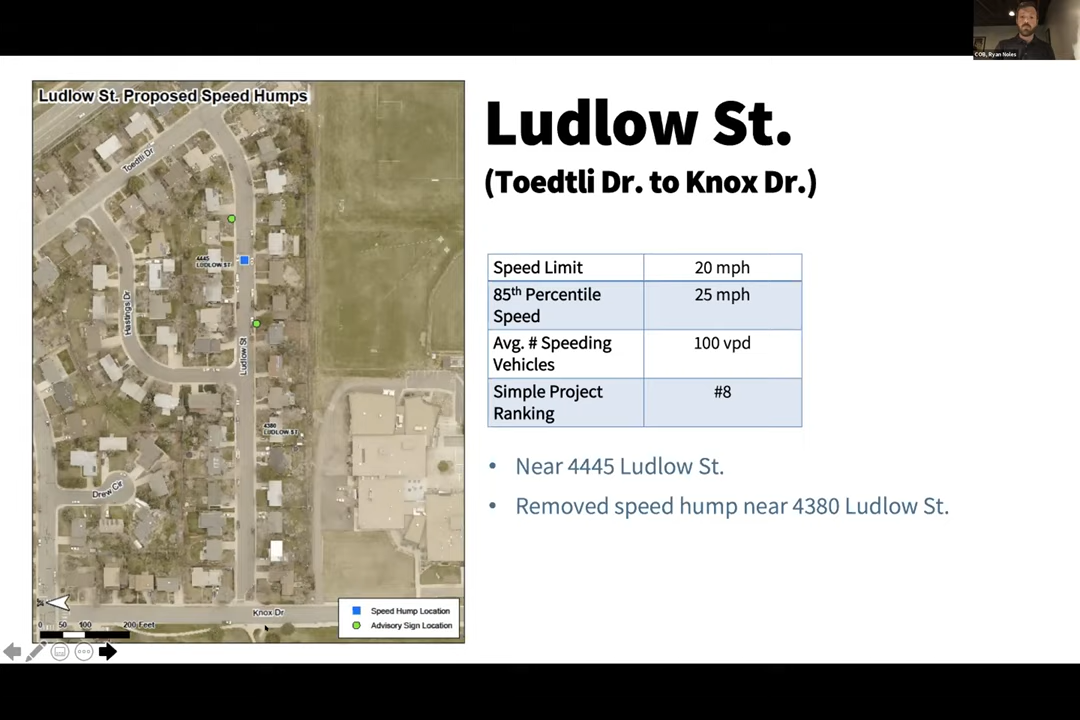 COB, Ryan Noles
Ludlow St. Proposed Speed Humps
Toedtli Dr
4445
LUDLOW ST
Hastings Dr
Ludlow St
4380
LUDLOW ST
Drew Cir
Knox Dr
0 50 100 200 Feet
Speed Hump Location
Advisory Sign Location
Ludlow St.
(Toedtli Dr. to Knox Dr.)
Speed Limit 20 mph
85th Percentile 25 mph
Speed
Avg. # Speeding 100 vpd
Vehicles
Simple Project #8
Ranking
• Near 4445 Ludlow St.
• Removed speed hump near 4380 Ludlow St.